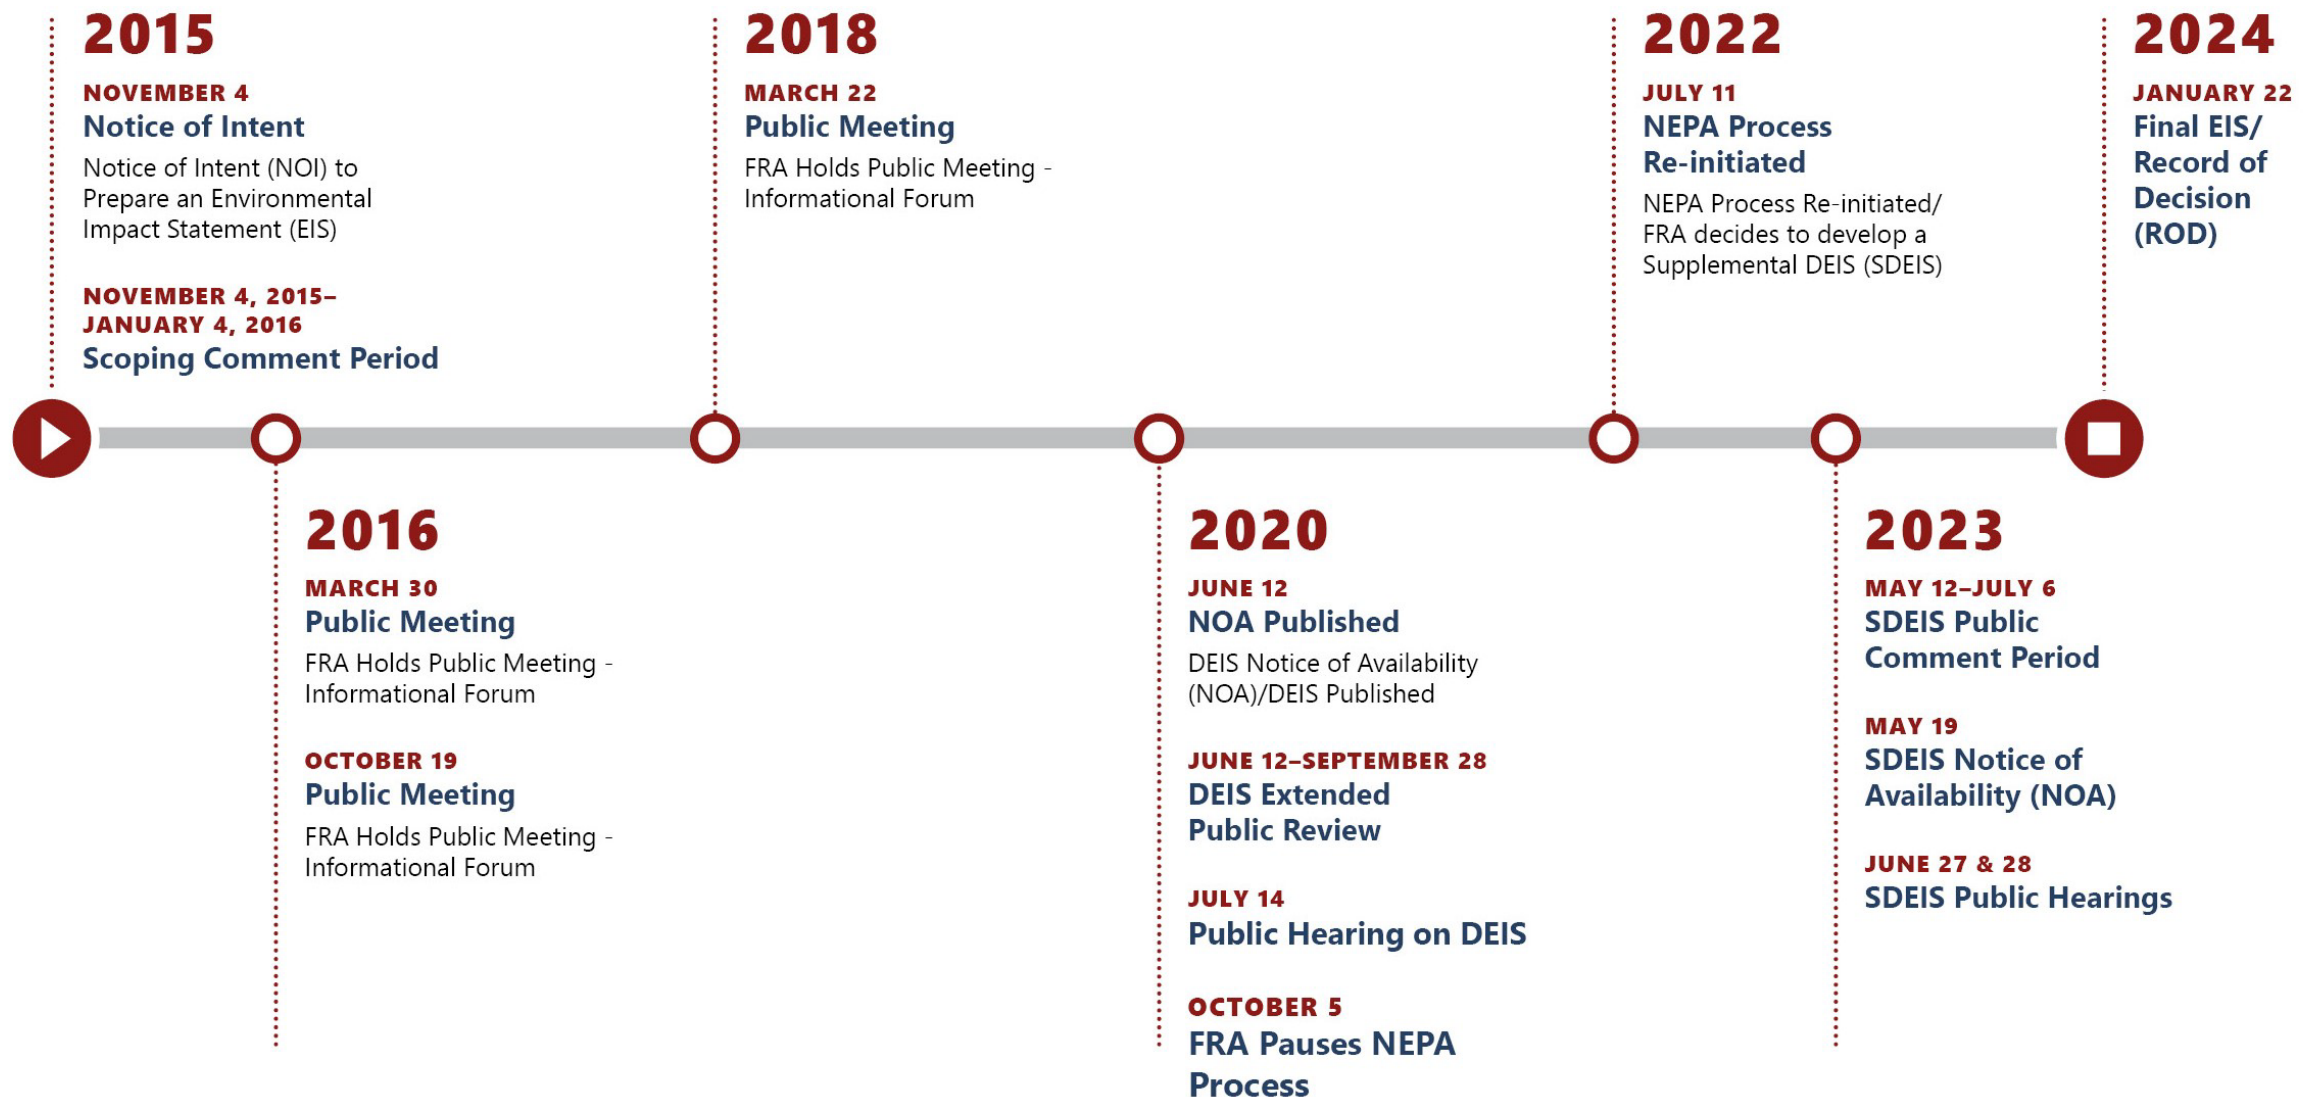 2015
NOVEMBER 4
Notice of Intent
Notice of Intent (NOI) to
Prepare an Environmental
Impact Statement (EIS)
NOVEMBER 4, 2015–
JANUARY 4, 2016
Scoping Comment Period
2016
MARCH 30
Public Meeting
FRA Holds Public Meeting -
Informational Forum
OCTOBER 19
Public Meeting
FRA Holds Public Meeting -
Informational Forum
2018
MARCH 22
Public Meeting
FRA Holds Public Meeting -
Informational Forum
2020
JUNE 12
NOA Published
DEIS Notice of Availability
(NOA)/DEIS Published
JUNE 12–SEPTEMBER 28
DEIS Extended
Public Review
JULY 14
Public Hearing on DEIS
OCTOBER 5
FRA Pauses NEPA
Process
2022
JULY 11
NEPA Process
Re-initiated
NEPA Process Re-initiated/
FRA decides to develop a
Supplemental DEIS (SDEIS)
2023
MAY 12–JULY 6
SDEIS Public
Comment Period
MAY 19
SDEIS Notice of
Availability (NOA)
JUNE 27 & 28
SDEIS Public Hearings
2024
JANUARY 22
Final EIS/
Record of
Decision
(ROD)